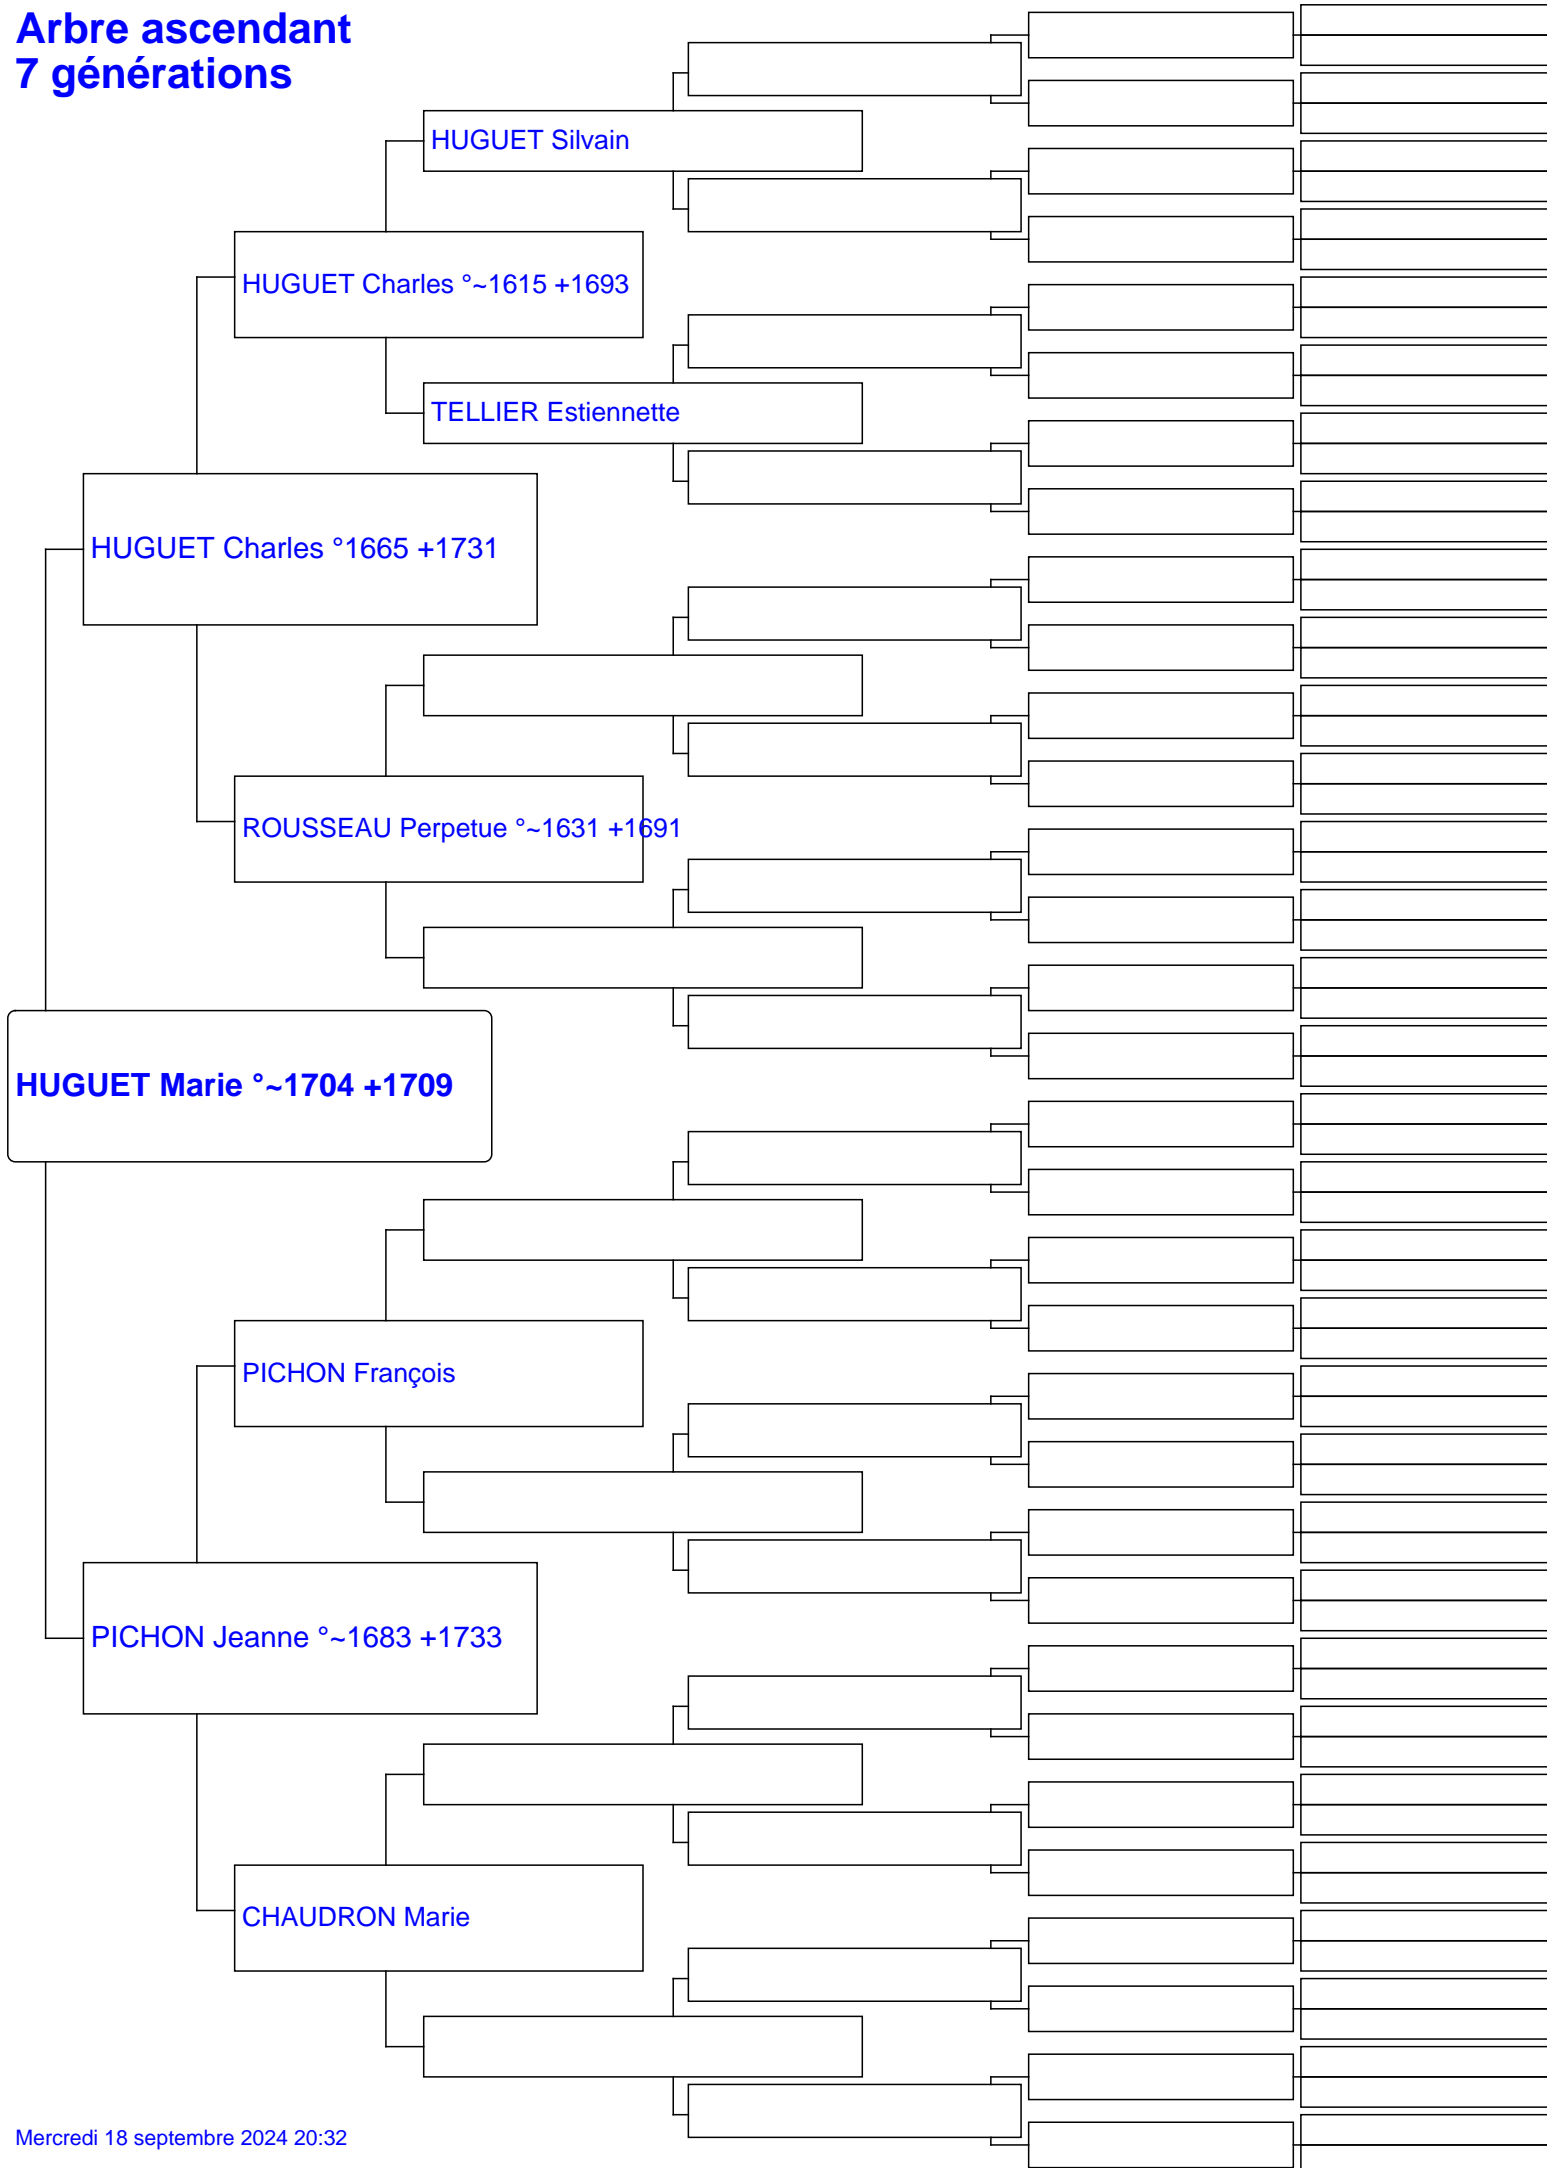 Arbre ascendant
7 générations
HUGUET Silvain
HUGUET Charles °~1615 +1693
TELLIER Estiennette
HUGUET Charles °1665 +1731
ROUSSEAU Perpetue °~1631 +1691
HUGUET Marie °~1704 +1709
PICHON François
PICHON Jeanne °~1683 +1733
CHAUDRON Marie
Mercredi 18 septembre 2024 20:32